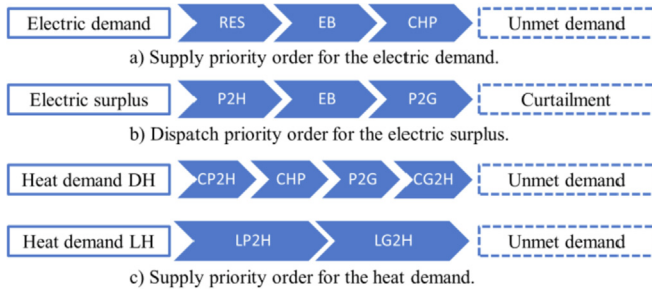 Electric demand RES EB CHP Unmet demand
a) Supply priority order for the electric demand.
Electric surplus P2H EB P2G Curtailment
b) Dispatch priority order for the electric surplus.
Heat demand DH CP2H CHP P2G CG2H Unmet demand
Heat demand LH LP2H LG2H Unmet demand
c) Supply priority order for the heat demand.